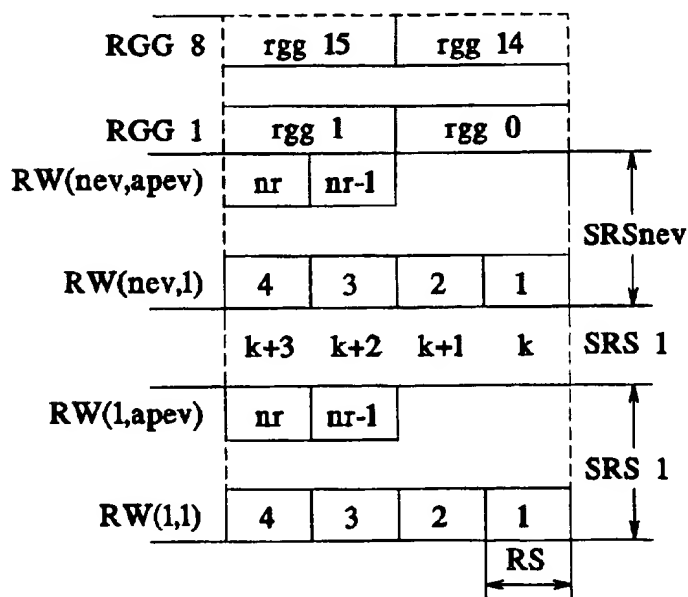 RGG 8 rgg 15 rgg 14
RGG 1 rgg 1 rgg 0
RW(nev,apev) nr nr-1
SRSnev
RW(nev,1) 4 3 2 1
k+3 k+2 k+1 k SRS 1
RW(1,apev) nr nr-1
SRS 1
RW(1,1) 4 3 2 1
RS